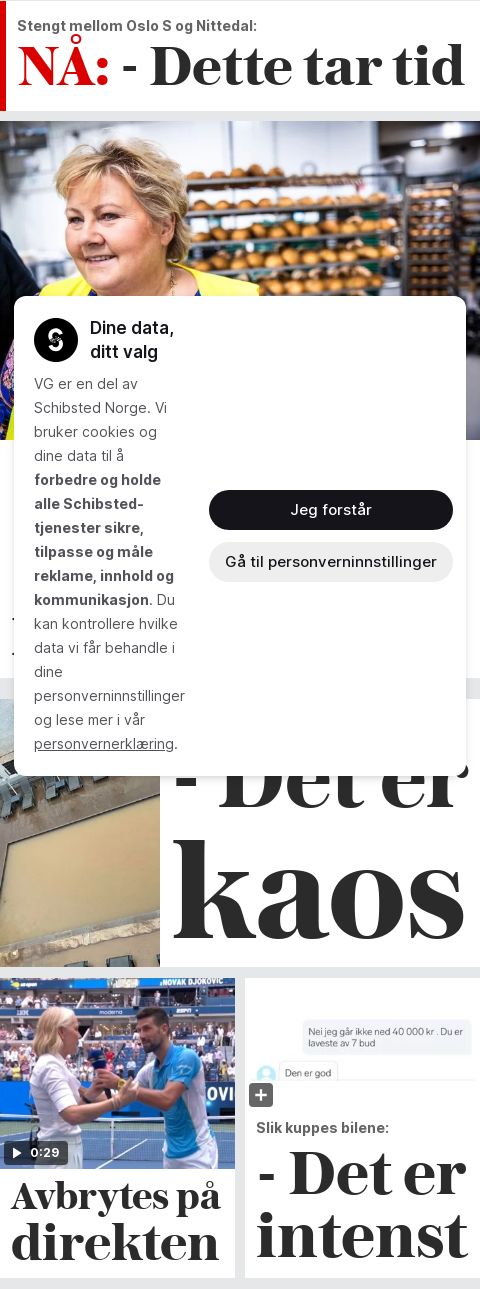 Stengt mellom Oslo S og Nittedal:
NÅ: - Dette tar tid
Dine data,
ditt valg
VG er en del av
Schibsted Norge. Vi
bruker cookies og
dine data til å
forbedre og holde
alle Schibsted-
tjenester sikre,
tilpasse og måle
reklame, innhold og
kommunikasjon. Du
kan kontrollere hvilke
data vi får behandle i
dine
personverninnstillinger
og lese mer i vår
personvernerklæring.
Jeg forstår
Gå til personverninnstillinger
- Det er
kaos
NOVAK DJOKOVIC
moderna
0:29
Avbrytes på
direkten
Nei jeg går ikke ned 40 000 kr . Du er
laveste av 7 bud
Den er god
Slik kuppes bilene:
- Det er
intenst